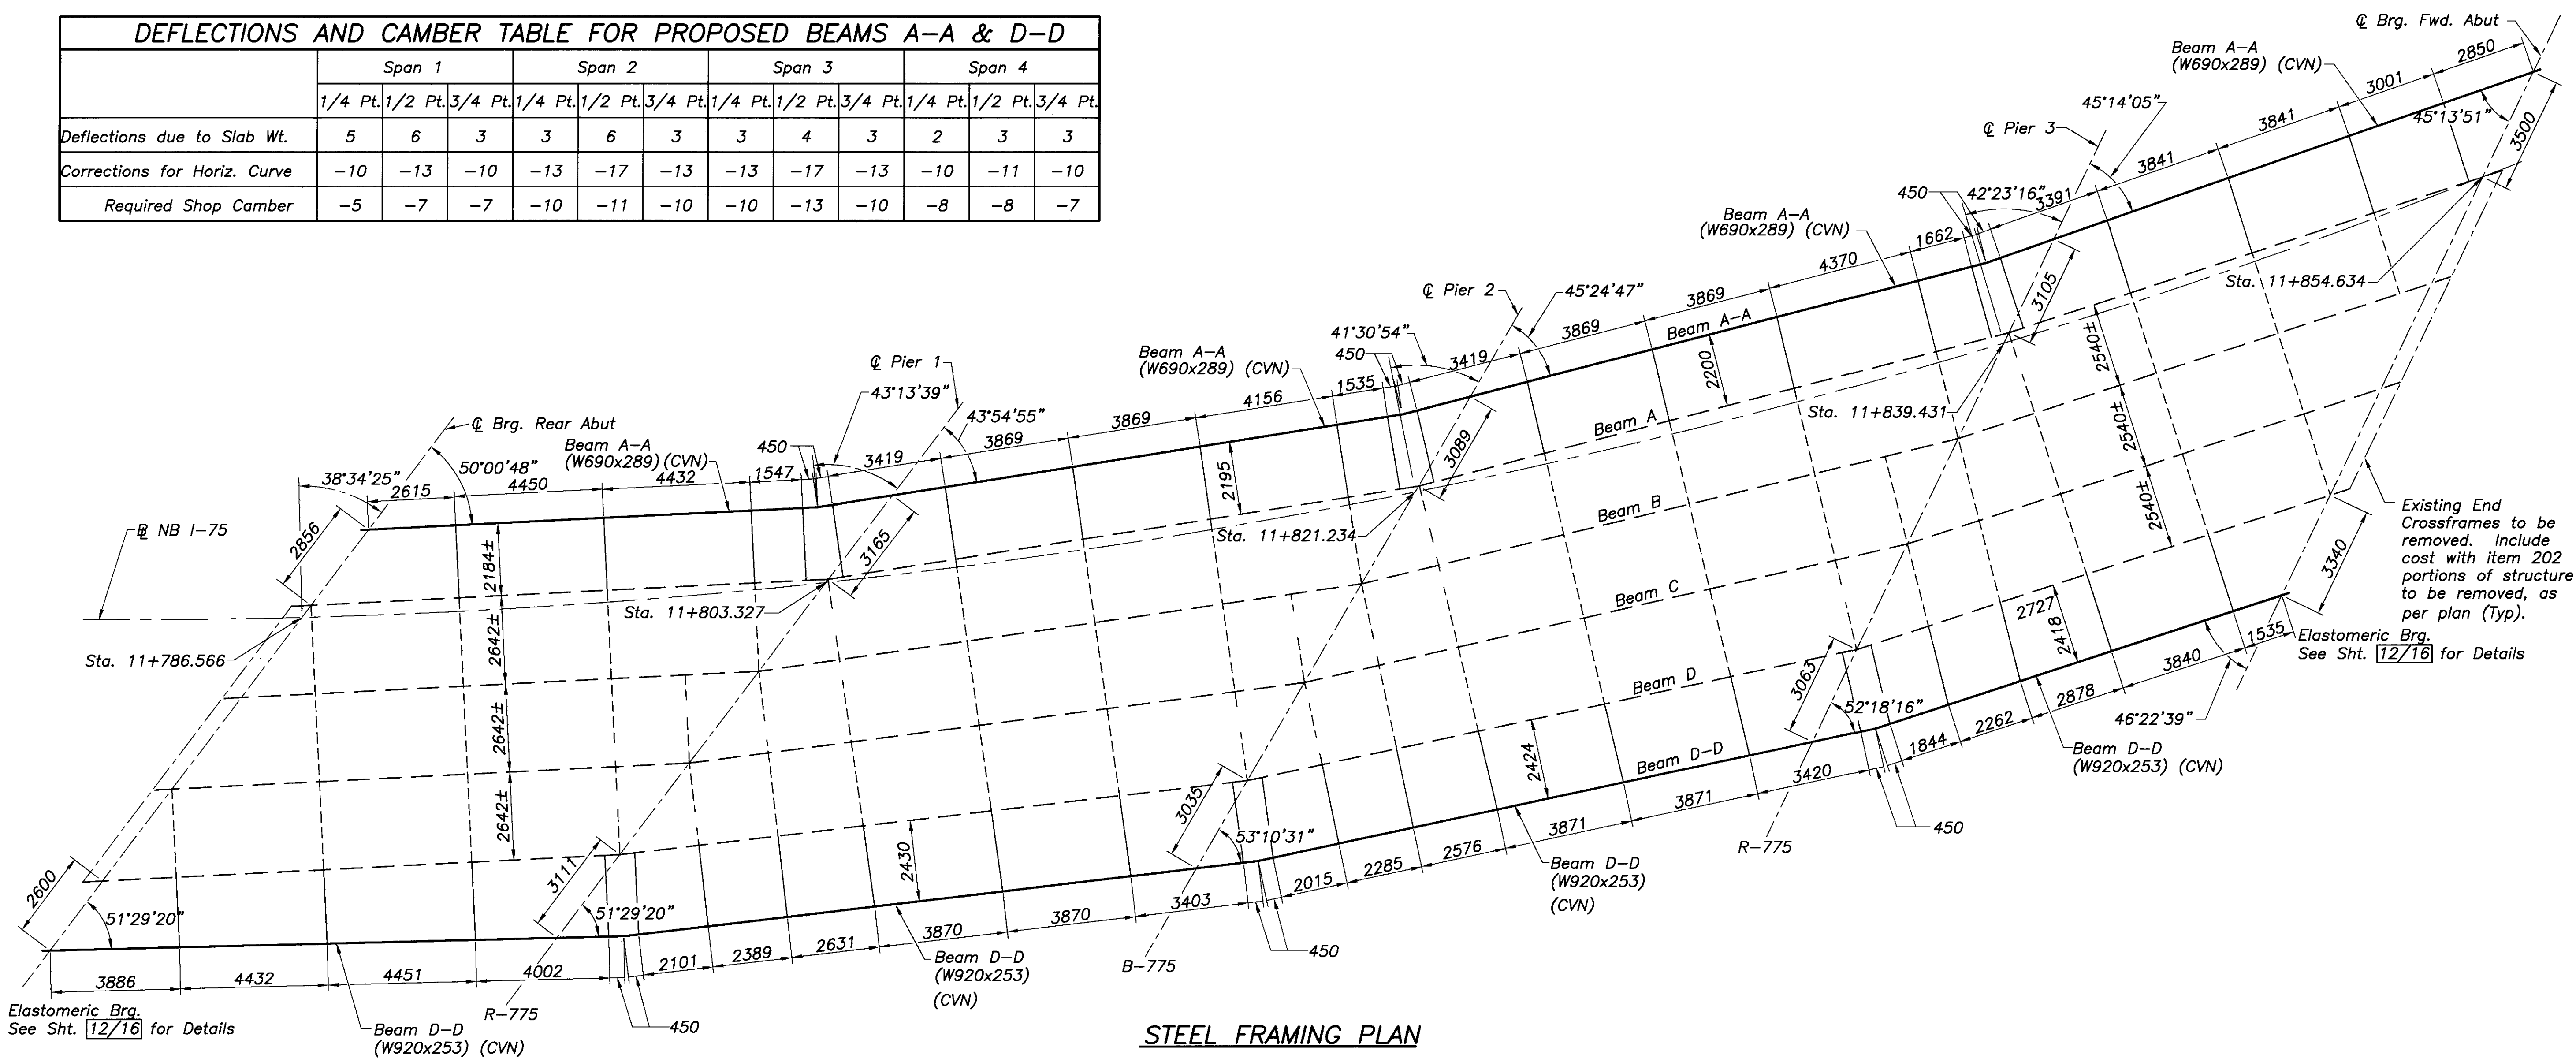 DEFLECTIONS AND CAMBER TABLE FOR PROPOSED BEAMS A-A & D-D
Span 1 Span 2 Span 3 Span 4
1/4 Pt. 1/2 Pt. 3/4 Pt. 1/4 Pt. 1/2 Pt. 3/4 Pt. 1/4 Pt. 1/2 Pt. 3/4 Pt. 1/4 Pt. 1/2 Pt. 3/4 Pt.
Deflections due to Slab Wt. 5 6 3 3 6 3 3 4 3 2 3 3
Corrections for Horiz. Curve -10 -13 -10 -13 -17 -13 -13 -17 -13 -10 -11 -10
Required Shop Camber -5 -7 -7 -10 -11 -10 -10 -13 -10 -8 -8 -7
℄ Brg. Fwd. Abut
Beam A-A
(W690x289) (CVN)
2850
3001
3841
3841
3391
45°14'05"
45°13'51"
3500
℄ Pier 3
450
42°23'16"
Beam A-A
(W690x289) (CVN)
1662
4370
3869
3869
3105
Sta. 11+854.634
℄ Pier 2
45°24'47"
41°30'54"
450
3419
Beam A-A
(W690x289) (CVN)
1535
4156
3869
3869
Beam A-A
2200
Sta. 11+839.431
2540±
2540±
2540±
℄ Pier 1
43°13'39"
43°54'55"
3419
450
℄ Brg. Rear Abut
Beam A-A
(W690x289) (CVN)
38°34'25"
50°00'48"
2615
4450
4432
1547
2195
3089
Beam A
Beam B
Beam C
Beam D
Beam D-D
℄ NB I-75
2856
2184±
2642±
2642±
2642±
3165
Sta. 11+803.327
Sta. 11+821.234
Sta. 11+786.566
Existing End
Crossframes to be
removed. Include
cost with item 202
portions of structure
to be removed, as
per plan (Typ).
3340
2727
2418
1535
Elastomeric Brg.
See Sht. 12/16 for Details
3840
2878
2262
1844
46°22'39"
Beam D-D
(W920x253) (CVN)
3063
52°18'16"
450
3420
3871
3871
2424
R-775
2576
2285
2015
Beam D-D
(W920x253)
(CVN)
3035
53°10'31"
450
3403
3870
3870
2430
B-775
2631
2389
2101
Beam D-D
(W920x253)
(CVN)
3111
51°29'20"
450
2600
51°29'20"
3886
4432
4451
4002
R-775
Elastomeric Brg.
See Sht. 12/16 for Details
Beam D-D
(W920x253) (CVN)
STEEL FRAMING PLAN